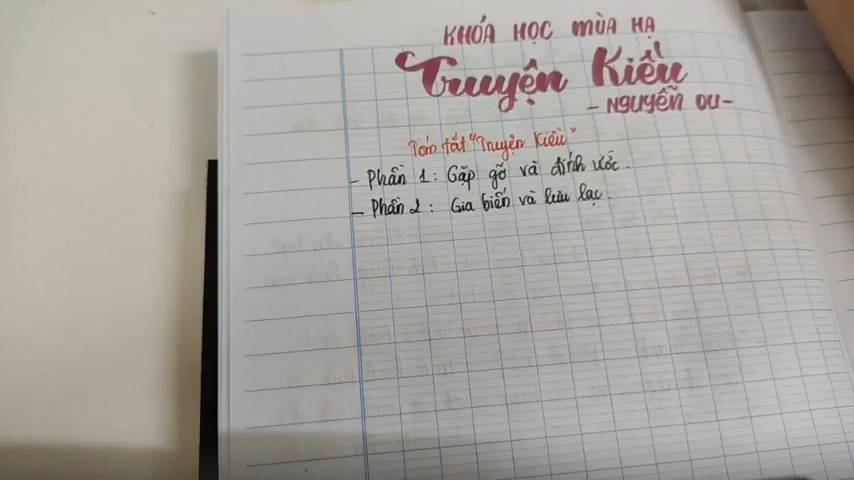 KHÓA HỌC MÙA HẠ
Truyện Kiều
- NGUYỄN DU -
Tóm tắt "Truyện Kiều"
- Phần 1: Gặp gỡ và đính ước.
- Phần 2: Gia biến và lưu lạc.